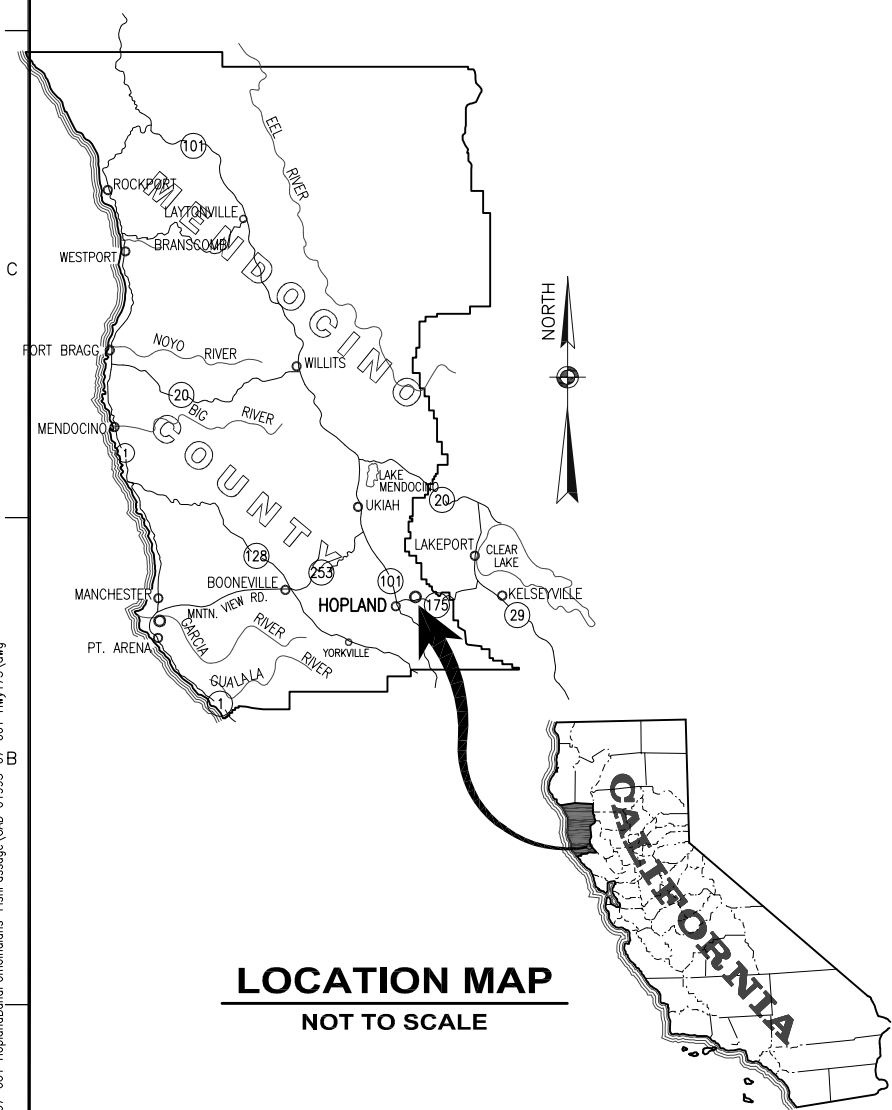 C
101
EEL
RIVER
ROCKPORT
MENDOCINO
LAYTONVILLE
BRANSCOMB
WESTPORT
NORTH
NOYO RIVER
FORT BRAGG
WILLITS
20
BIG RIVER
MENDOCINO
COUNTY
1
LAKE
MENDOCINO
20
UKIAH
LAKEPORT
CLEAR
LAKE
128
253
101
BOONEVILLE
MANCHESTER
MNTN. VIEW RD.
HOPLAND
175
KELSEYVILLE
29
GARCIA RIVER
PT. ARENA
YORKVILLE
GUALALA RIVER
1
B
CALIFORNIA
LOCATION MAP
NOT TO SCALE